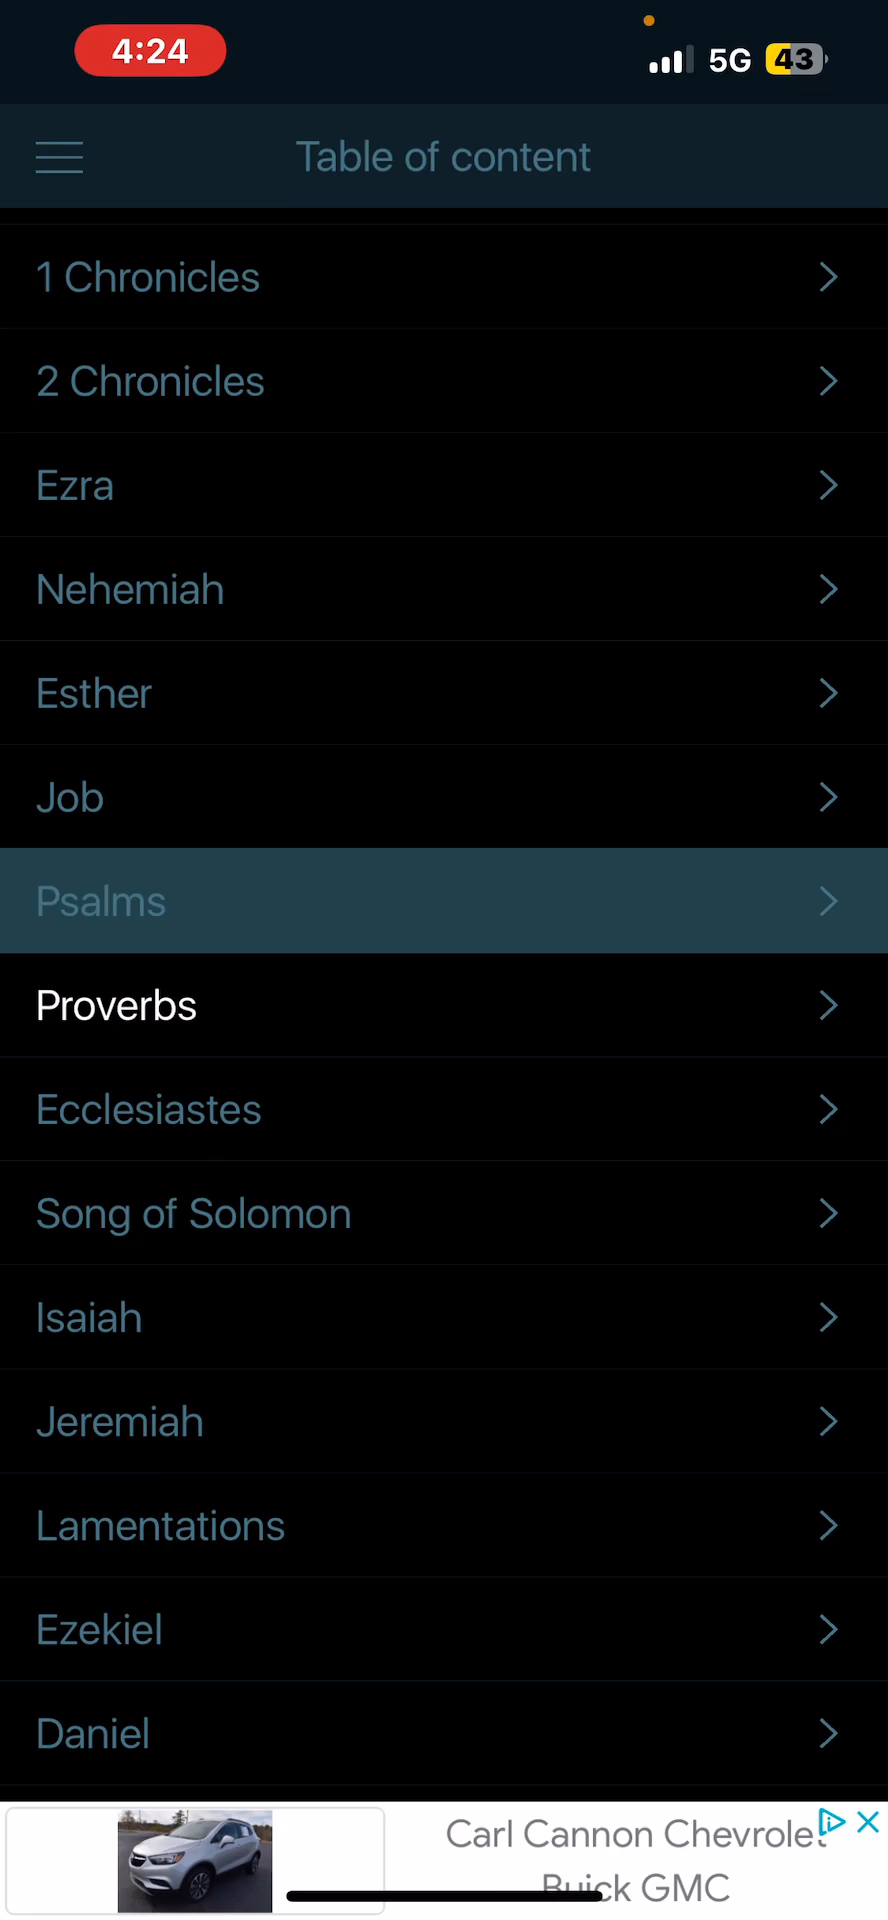 4:24
5G
43
Table of content
1 Chronicles
2 Chronicles
Ezra
Nehemiah
Esther
Job
Psalms
Proverbs
Ecclesiastes
Song of Solomon
Isaiah
Jeremiah
Lamentations
Ezekiel
Daniel
Carl Cannon Chevrolet
Buick GMC